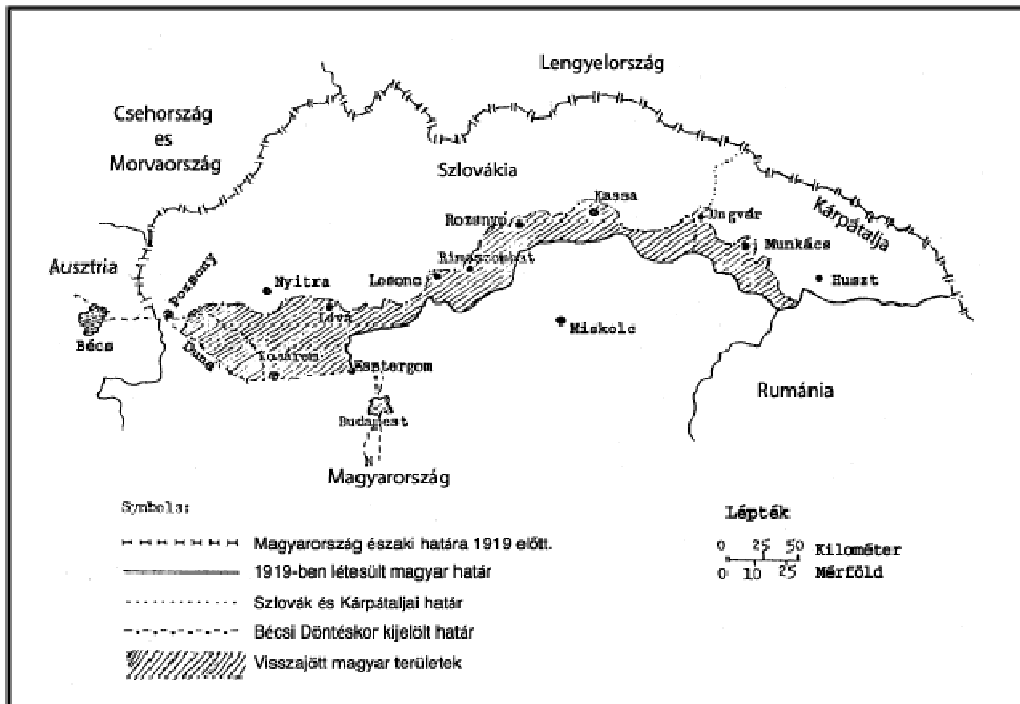 Lengyelország
Csehország
es
Morvaország
Szlovákia
Kassa
Rozsnyó
Ungvár
Kárpátalja
Rimaszombat
Munkács
Ausztria
Pozsony
Nyitra
Losonc
Huszt
Léva
Miskolc
Bécs
Duna
Komárom
Esztergom
Rumánia
Budapest
Magyarország
Symbols:
Lépték
Magyarország északi határa 1919 előtt.
0 25 50 Kilométer
1919-ben létesült magyar határ
0 10 25 Mérföld
Szlovák és Kárpátaljai határ
Bécsi Döntéskor kijelölt határ
Visszajött magyar területek